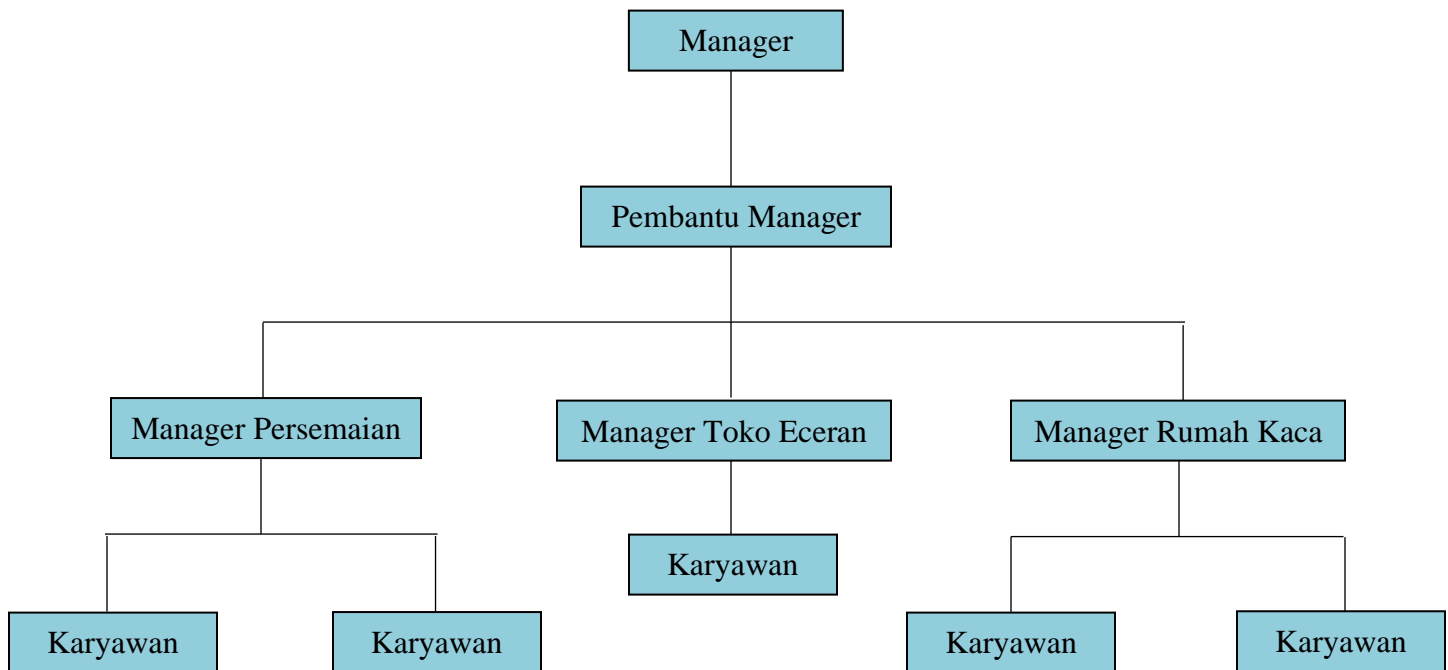 Manager
Pembantu Manager
Manager Persemaian
Manager Toko Eceran
Manager Rumah Kaca
Karyawan
Karyawan
Karyawan
Karyawan
Karyawan